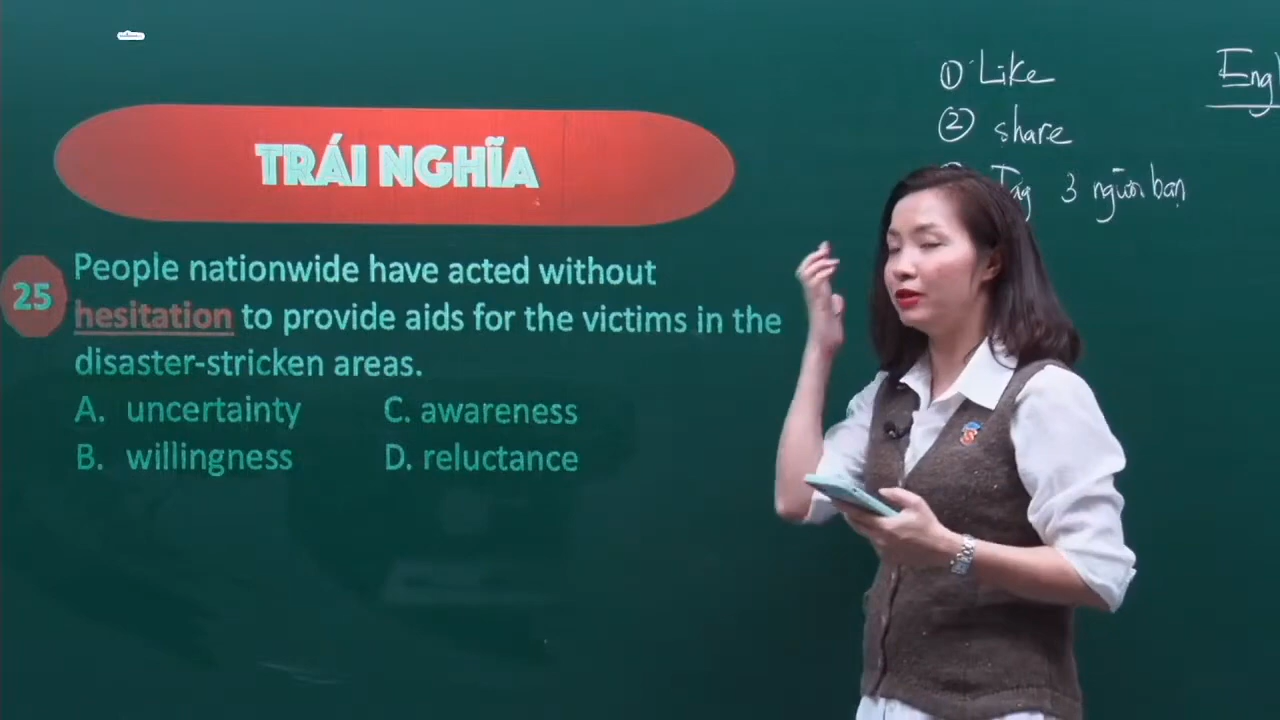 TRÁI NGHĨA
25
People nationwide have acted without
hesitation to provide aids for the victims in the
disaster-stricken areas.
A. uncertainty
C. awareness
B. willingness
D. reluctance
① Like
② share
Tag 3 người bạn